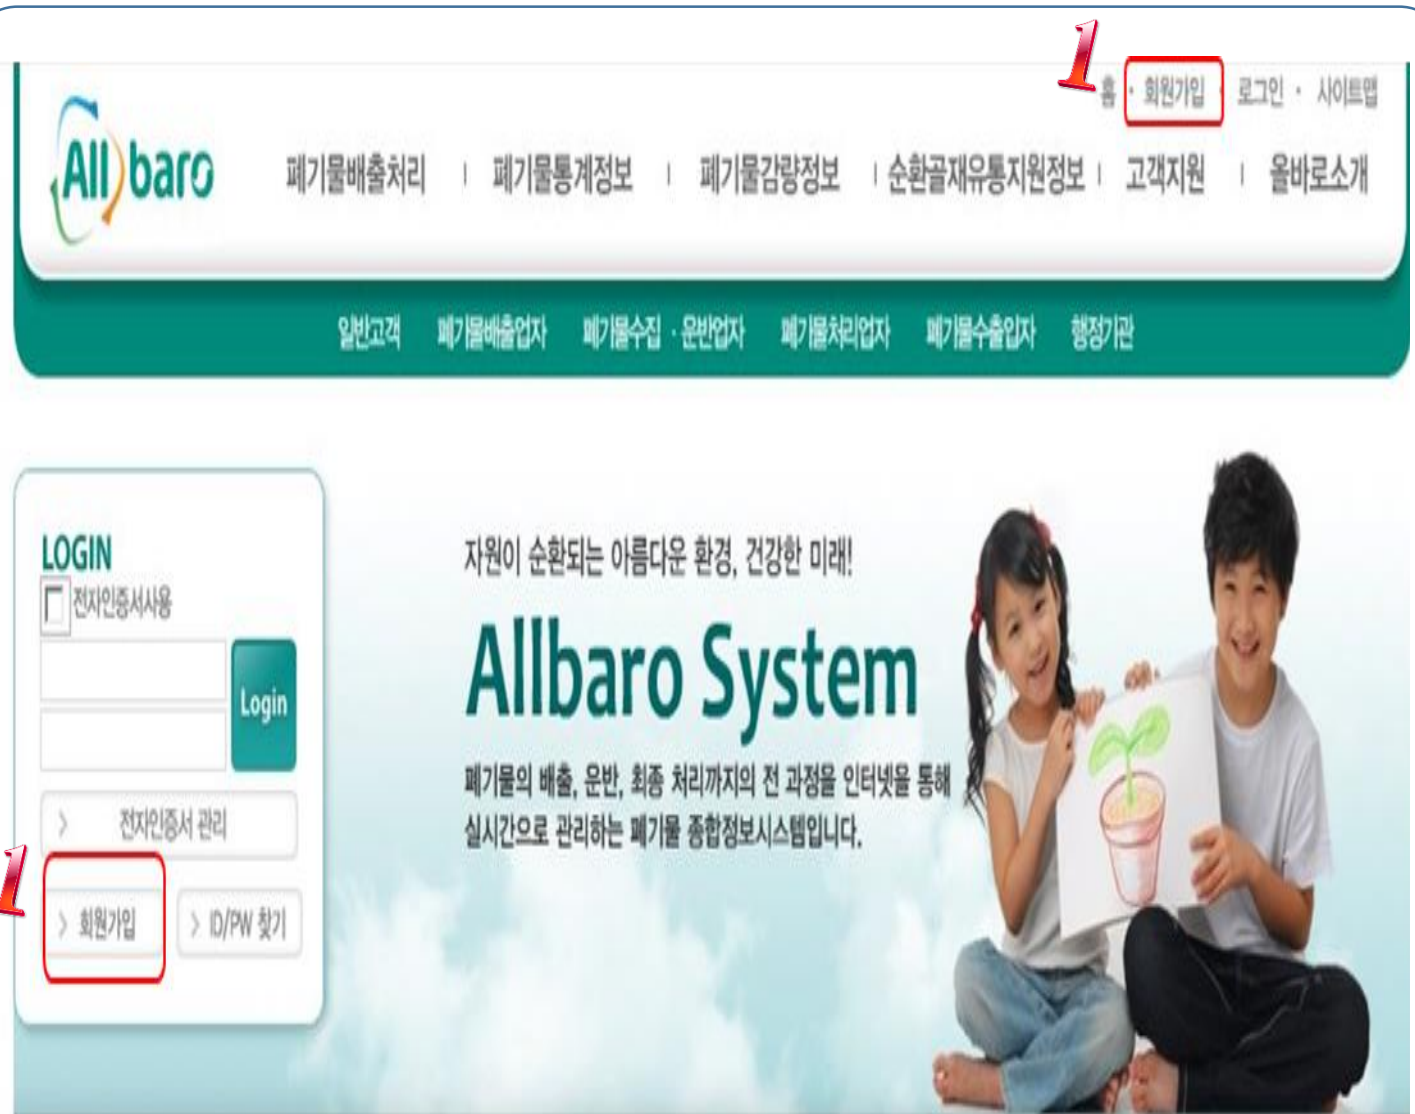 1
홈 · 회원가입 · 로그인 · 사이트맵
All baro
폐기물배출처리 | 폐기물통계정보 | 폐기물감량정보 | 순환골재유통지원정보 | 고객지원 | 올바로소개
일반고객 폐기물배출업자 폐기물수집 · 운반업자 폐기물처리업자 폐기물수출입자 행정기관
LOGIN
전자인증서사용
Login
> 전자인증서 관리
1
> 회원가입 > ID/PW 찾기
자원이 순환되는 아름다운 환경, 건강한 미래!
Allbaro System
폐기물의 배출, 운반, 최종 처리까지의 전 과정을 인터넷을 통해
실시간으로 관리하는 폐기물 종합정보시스템입니다.